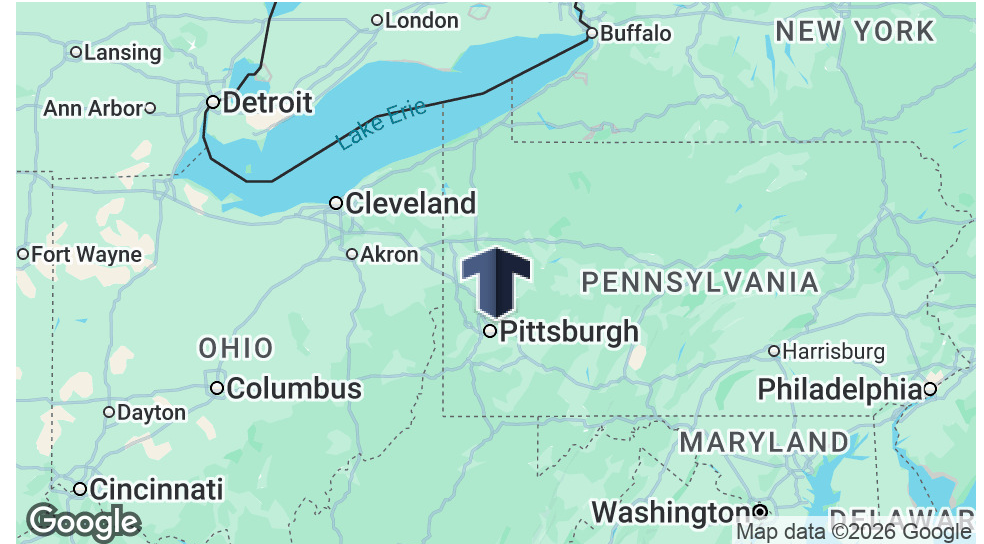 London
Buffalo
NEW YORK
Lansing
Ann Arbor
Detroit
Lake Erie
Cleveland
Fort Wayne
Akron
PENNSYLVANIA
Pittsburgh
OHIO
Harrisburg
Columbus
Philadelphia
Dayton
MARYLAND
Cincinnati
Washington
DELAWAR
Google
Map data ©2026 Google